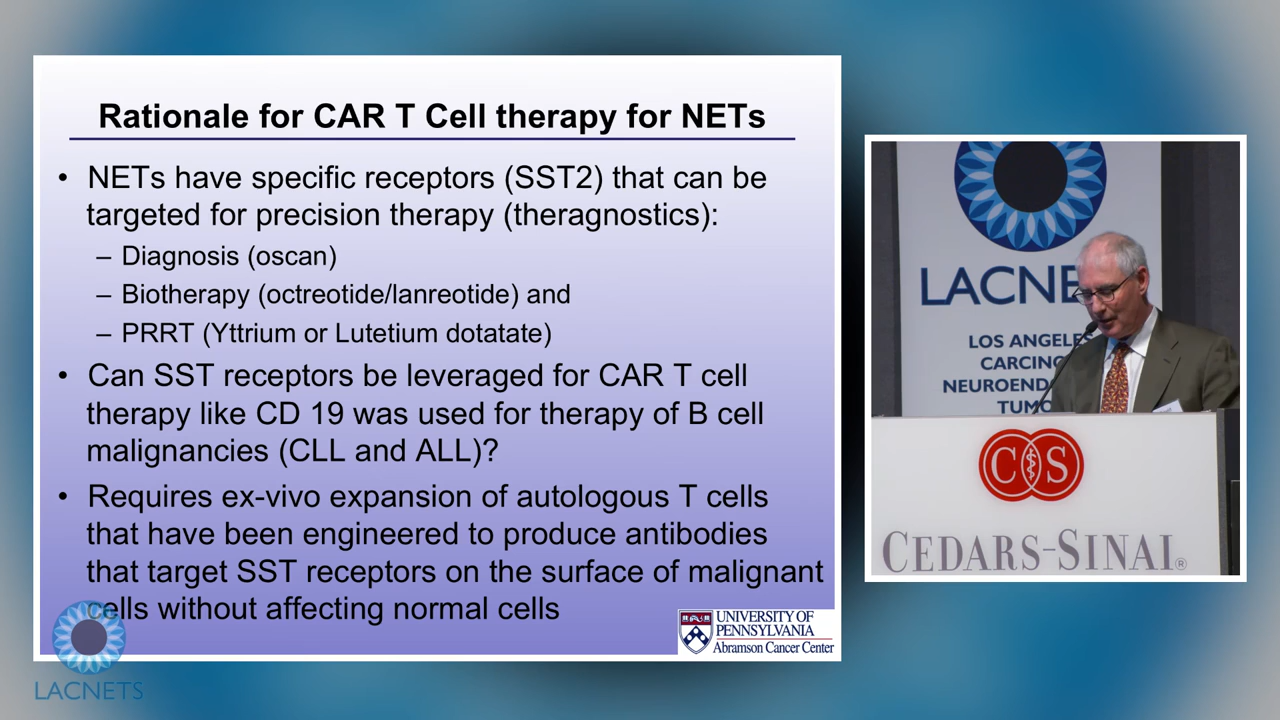 Rationale for CAR T Cell therapy for NETs
• NETs have specific receptors (SST2) that can be
targeted for precision therapy (theragnostics):
– Diagnosis (oscan)
– Biotherapy (octreotide/lanreotide) and
– PRRT (Yttrium or Lutetium dotatate)
• Can SST receptors be leveraged for CAR T cell
therapy like CD 19 was used for therapy of B cell
malignancies (CLL and ALL)?
• Requires ex-vivo expansion of autologous T cells
that have been engineered to produce antibodies
that target SST receptors on the surface of malignant
cells without affecting normal cells
UNIVERSITY OF
PENNSYLVANIA
Abramson Cancer Center
LACNETS
LACNE
LOS ANGELES
CARCINO
NEUROEND
TUMO
C S
CEDARS-SINAI®